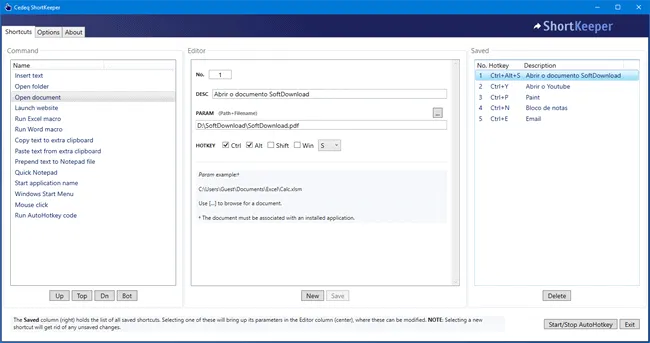 Cedeq ShortKeeper
Shortcuts Options About
ShortKeeper
Command
Name
Insert text
Open folder
Open document
Launch website
Run Excel macro
Run Word macro
Copy text to extra clipboard
Paste text from extra clipboard
Prepend text to Notepad file
Quick Notepad
Start application name
Windows Start Menu
Mouse click
Run AutoHotkey code
Up Top Dn Bot
Editor
No. 1
DESC Abrir o documento SoftDownload
PARAM (Path+Filename) ...
D:\SoftDownload\SoftDownload.pdf
HOTKEY Ctrl Alt Shift Win S
Param example:*
C:\Users\Guest\Documents\Excel\Calc.xlsm
Use [...] to browse for a document.
* The document must be associated with an installed application.
New Save
Saved
No. Hotkey Description
1 Ctrl+Alt+S Abrir o documento SoftDownload
2 Ctrl+Y Abrir o Youtube
3 Ctrl+P Paint
4 Ctrl+N Bloco de notas
5 Ctrl+E Email
Delete
The Saved column (right) holds the list of all saved shortcuts. Selecting one of these will bring up its parameters in the Editor column (center), where these can be modified. NOTE: Selecting a new
shortcut will get rid of any unsaved changes.
Start/Stop AutoHotkey Exit